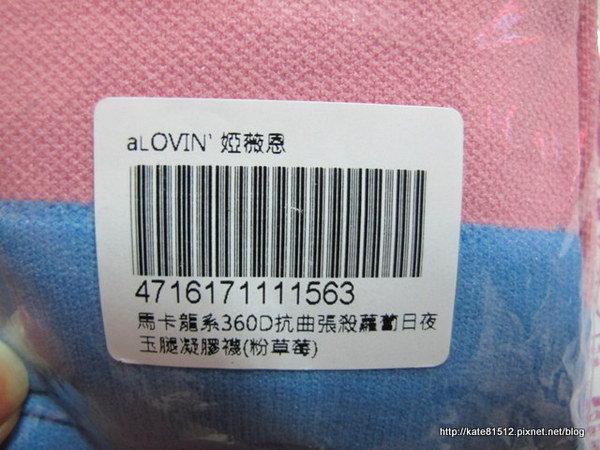 aLOVIN' 婭薇恩
4716171111563
馬卡龍系360D抗曲張殺蘿蔔日夜
玉腿凝膠襪(粉草莓)
http://kate81512.pixnet.net/blog